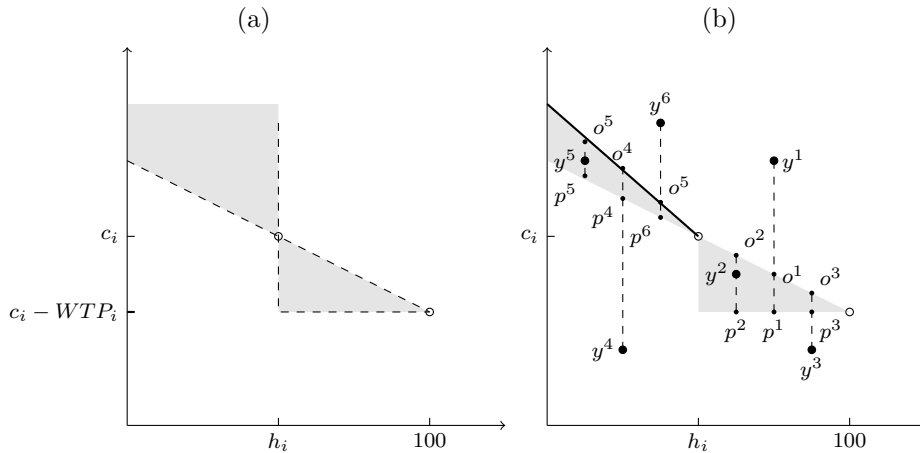 (a)
(b)
c_i
c_i − WTP_i
h_i
100
y^6
o^5
o^4
y^5
y^1
p^5
o^5
p^4
p^6
c_i
o^2
y^2
o^1
o^3
p^2
p^1
p^3
y^4
y^3
h_i
100